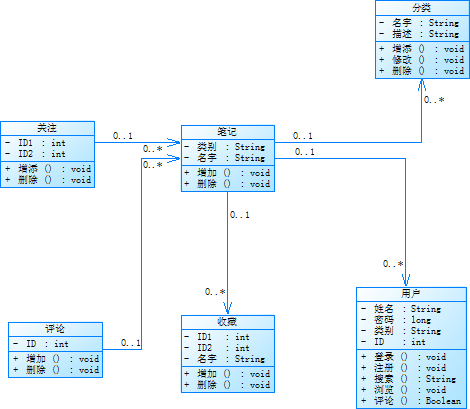 分类
- 名字 : String
- 描述 : String
+ 增添 () : void
+ 修改 () : void
+ 删除 () : void
0..*
关注
- ID1 : int
- ID2 : int
+ 增添 () : void
+ 删除 () : void
0..1
0..*
0..*
笔记
- 类别 : String
- 名字 : String
+ 增加 () : void
+ 删除 () : void
0..1
0..1
0..1
0..*
0..*
用户
- 姓名 : String
- 密码 : long
- 类别 : String
- ID : int
+ 登录 () : void
+ 注册 () : void
+ 搜索 () : String
+ 浏览 () : void
+ 评论 () : Boolean
评论
- ID : int
+ 增加 () : void
+ 删除 () : void
0..1
收藏
- ID1 : int
- ID2 : int
- 名字 : String
+ 增加 () : void
+ 删除 () : void